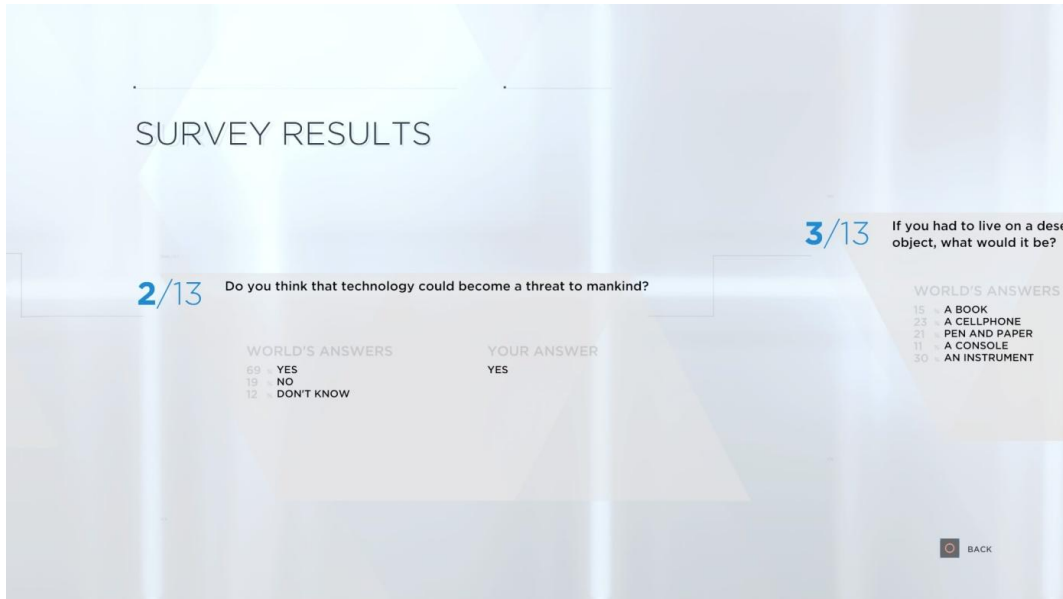 SURVEY RESULTS
2/13
Do you think that technology could become a threat to mankind?
WORLD'S ANSWERS
69 % YES
19 % NO
12 % DON'T KNOW
YOUR ANSWER
YES
3/13
If you had to live on a dese
object, what would it be?
WORLD'S ANSWERS
15 % A BOOK
23 % A CELLPHONE
21 % PEN AND PAPER
11 % A CONSOLE
30 % AN INSTRUMENT
BACK